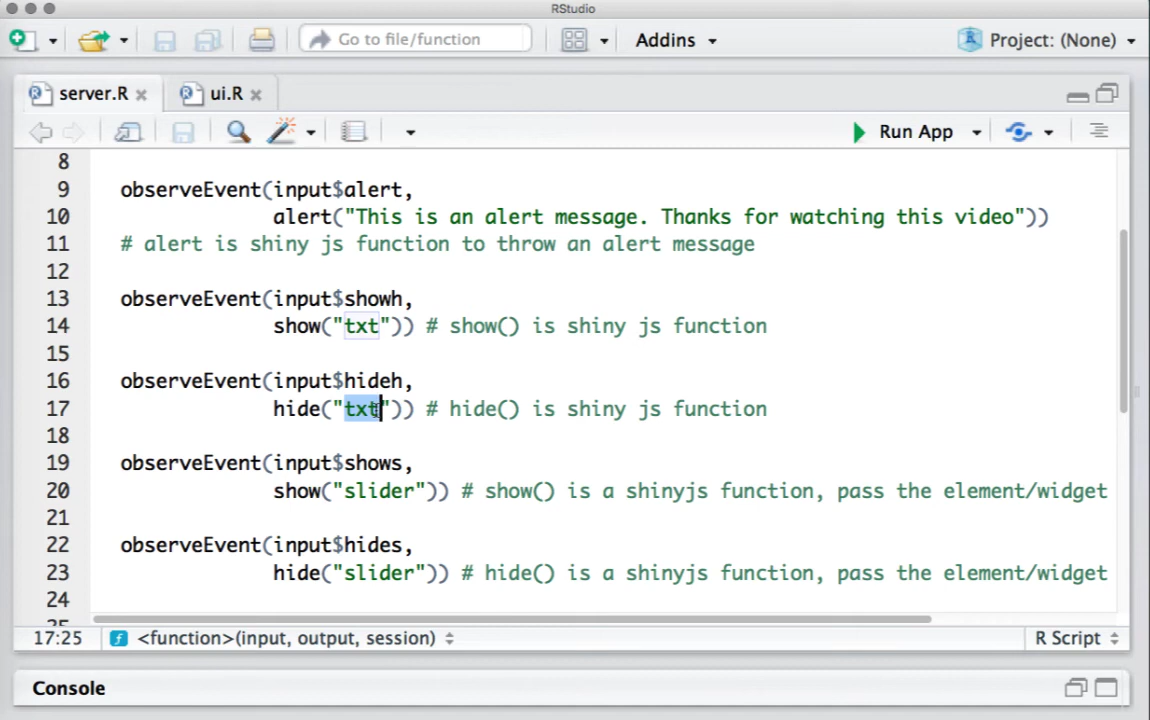 RStudio
Go to file/function
Addins
Project: (None)
server.R
ui.R
Run App
8
9 observeEvent(input$alert,
10 alert("This is an alert message. Thanks for watching this video"))
11 # alert is shiny js function to throw an alert message
12
13 observeEvent(input$showh,
14 show("txt")) # show() is shiny js function
15
16 observeEvent(input$hideh,
17 hide("txt")) # hide() is shiny js function
18
19 observeEvent(input$shows,
20 show("slider")) # show() is a shinyjs function, pass the element/widget
21
22 observeEvent(input$hides,
23 hide("slider")) # hide() is a shinyjs function, pass the element/widget
24
17:25 <function>(input, output, session) R Script
Console